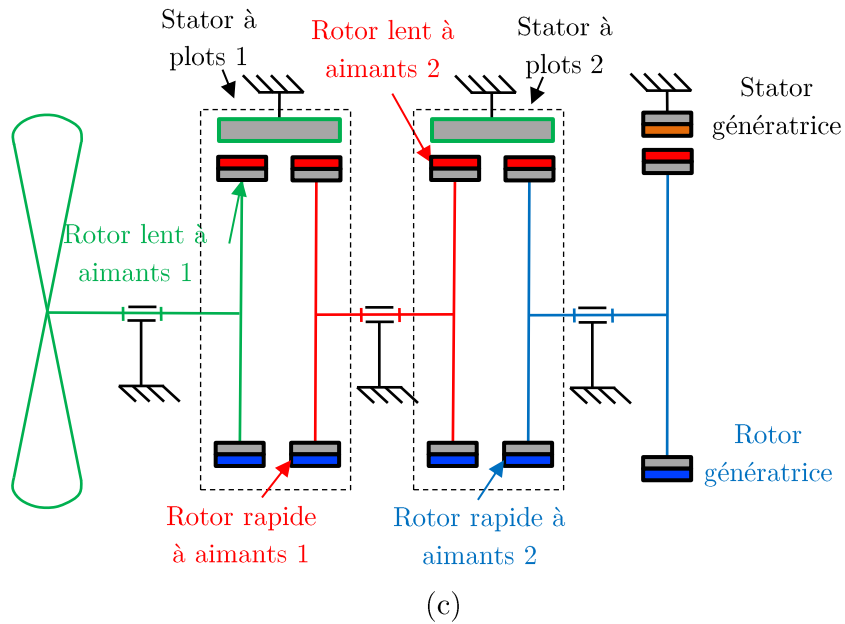 Stator à
plots 1
Rotor lent à
aimants 2
Stator à
plots 2
Stator
génératrice
Rotor lent à
aimants 1
Rotor
génératrice
Rotor rapide
à aimants 1
Rotor rapide à
aimants 2
(c)